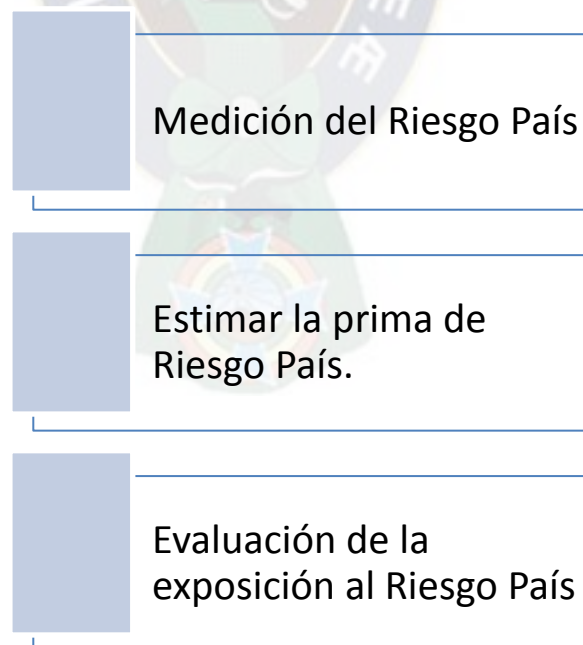 Medición del Riesgo País
Estimar la prima de
Riesgo País.
Evaluación de la
exposición al Riesgo País